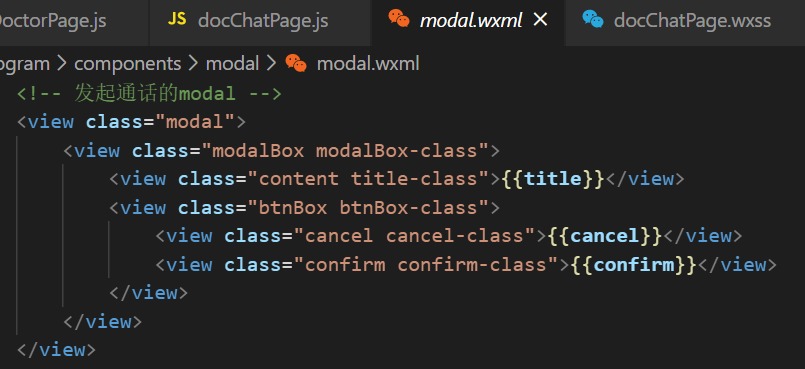 octorPage.js JS docChatPage.js modal.wxml × docChatPage.wxss
ogram > components > modal > modal.wxml
<!-- 发起通话的modal -->
<view class="modal">
<view class="modalBox modalBox-class">
<view class="content title-class">{{title}}</view>
<view class="btnBox btnBox-class">
<view class="cancel cancel-class">{{cancel}}</view>
<view class="confirm confirm-class">{{confirm}}</view>
</view>
</view>
</view>